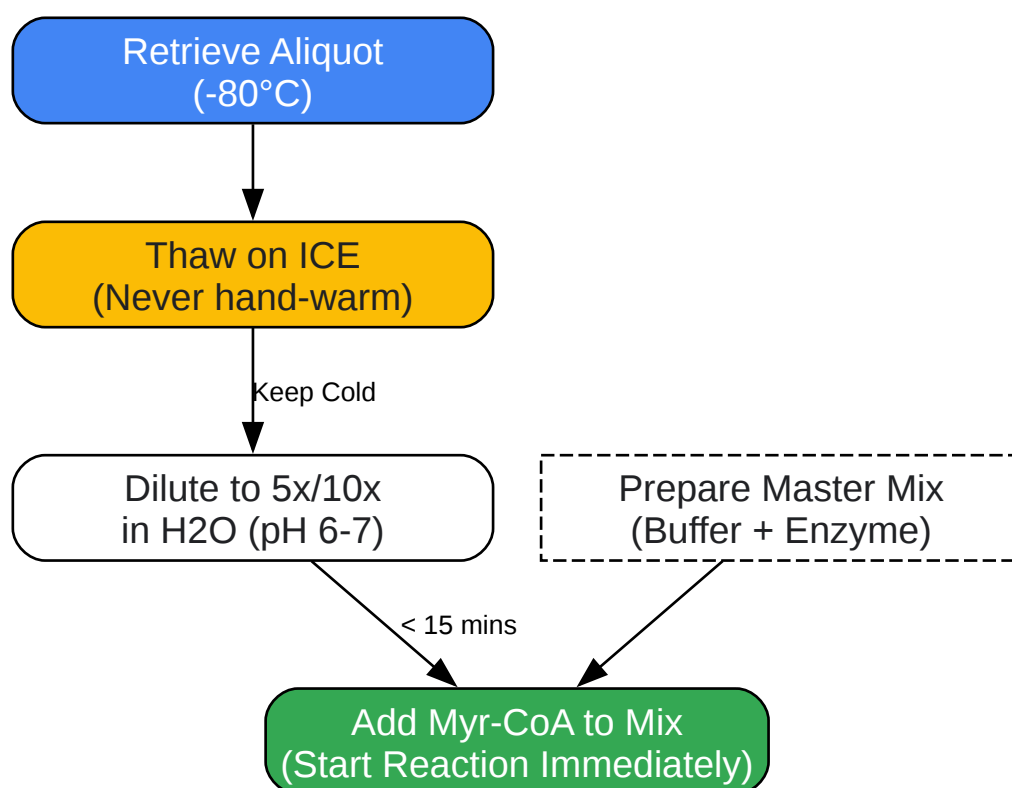 Retrieve Aliquot
(-80°C)
Thaw on ICE
(Never hand-warm)
Keep Cold
Dilute to 5x/10x
in H2O (pH 6-7)
Prepare Master Mix
(Buffer + Enzyme)
< 15 mins
Add Myr-CoA to Mix
(Start Reaction Immediately)